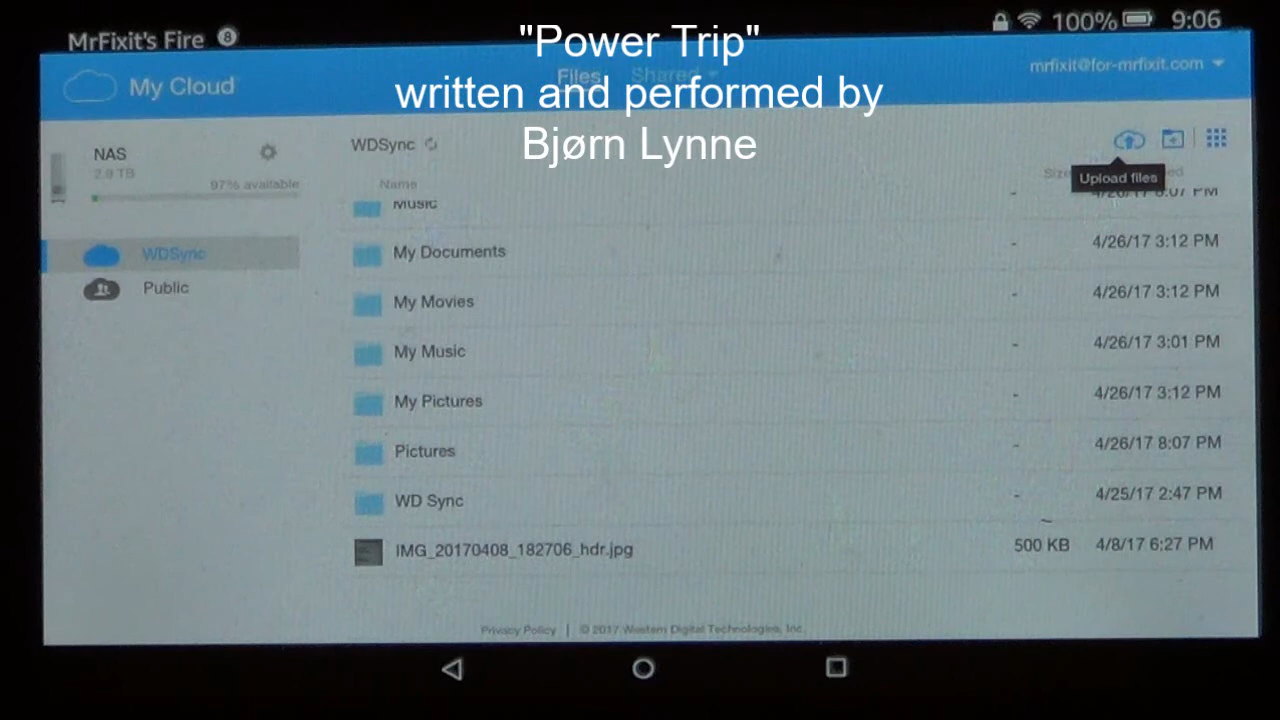 MrFixit's Fire 8
100% 9:06
"Power Trip"
written and performed by
Bjørn Lynne
My Cloud
Files Shared
mrfixit@for-mrfixit.com
NAS
2.9 TB
97% available
WDSync
Public
WDSync
Upload files
Name
Music
My Documents - 4/26/17 3:12 PM
My Movies - 4/26/17 3:12 PM
My Music - 4/26/17 3:01 PM
My Pictures - 4/26/17 3:12 PM
Pictures - 4/26/17 8:07 PM
WD Sync - 4/25/17 2:47 PM
IMG_20170408_182706_hdr.jpg 500 KB 4/8/17 6:27 PM
Privacy Policy | © 2017 Western Digital Technologies, Inc.